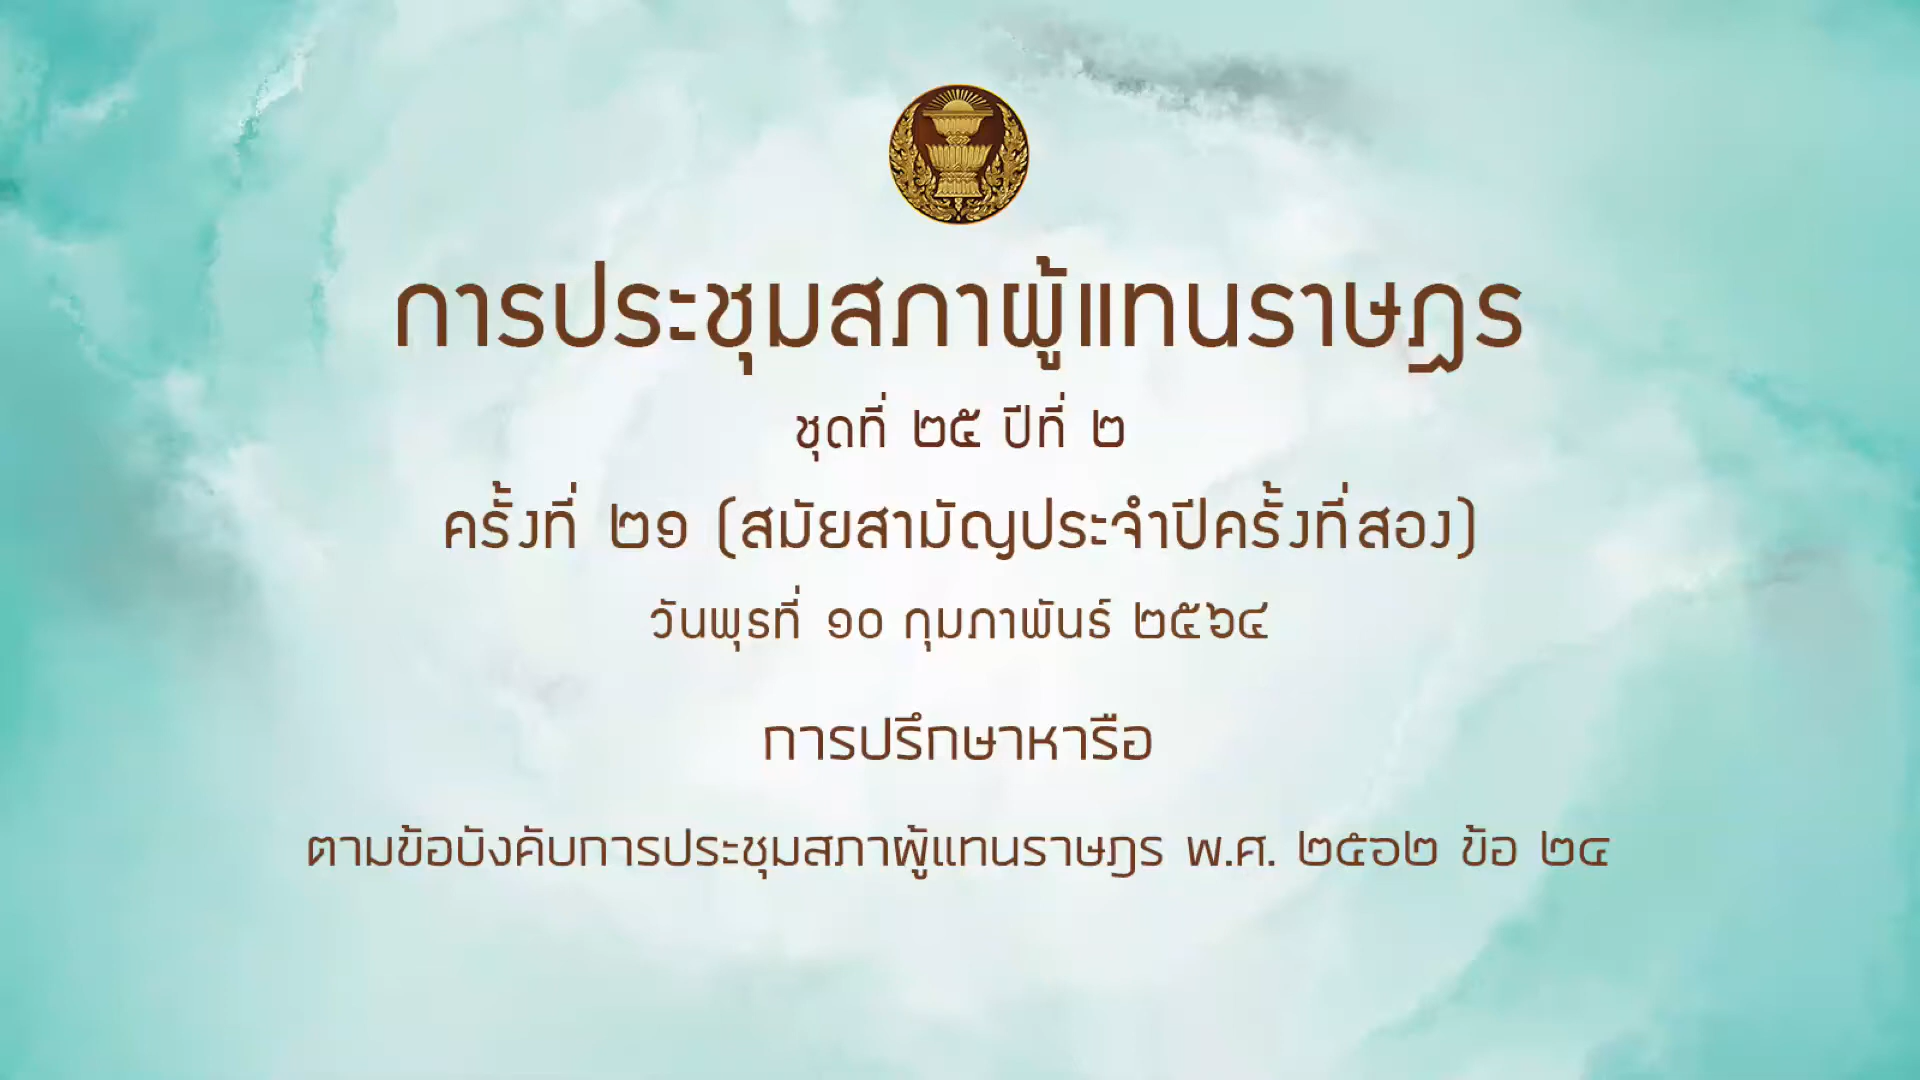 การประชุมสภาผู้แทนราษฎร
ชุดที่ ๒๕ ปีที่ ๒
ครั้งที่ ๒๑ (สมัยสามัญประจำปีครั้งที่สอง)
วันพุธที่ ๑๐ กุมภาพันธ์ ๒๕๖๔
การปรึกษาหารือ
ตามข้อบังคับการประชุมสภาผู้แทนราษฎร พ.ศ. ๒๕๖๒ ข้อ ๒๔